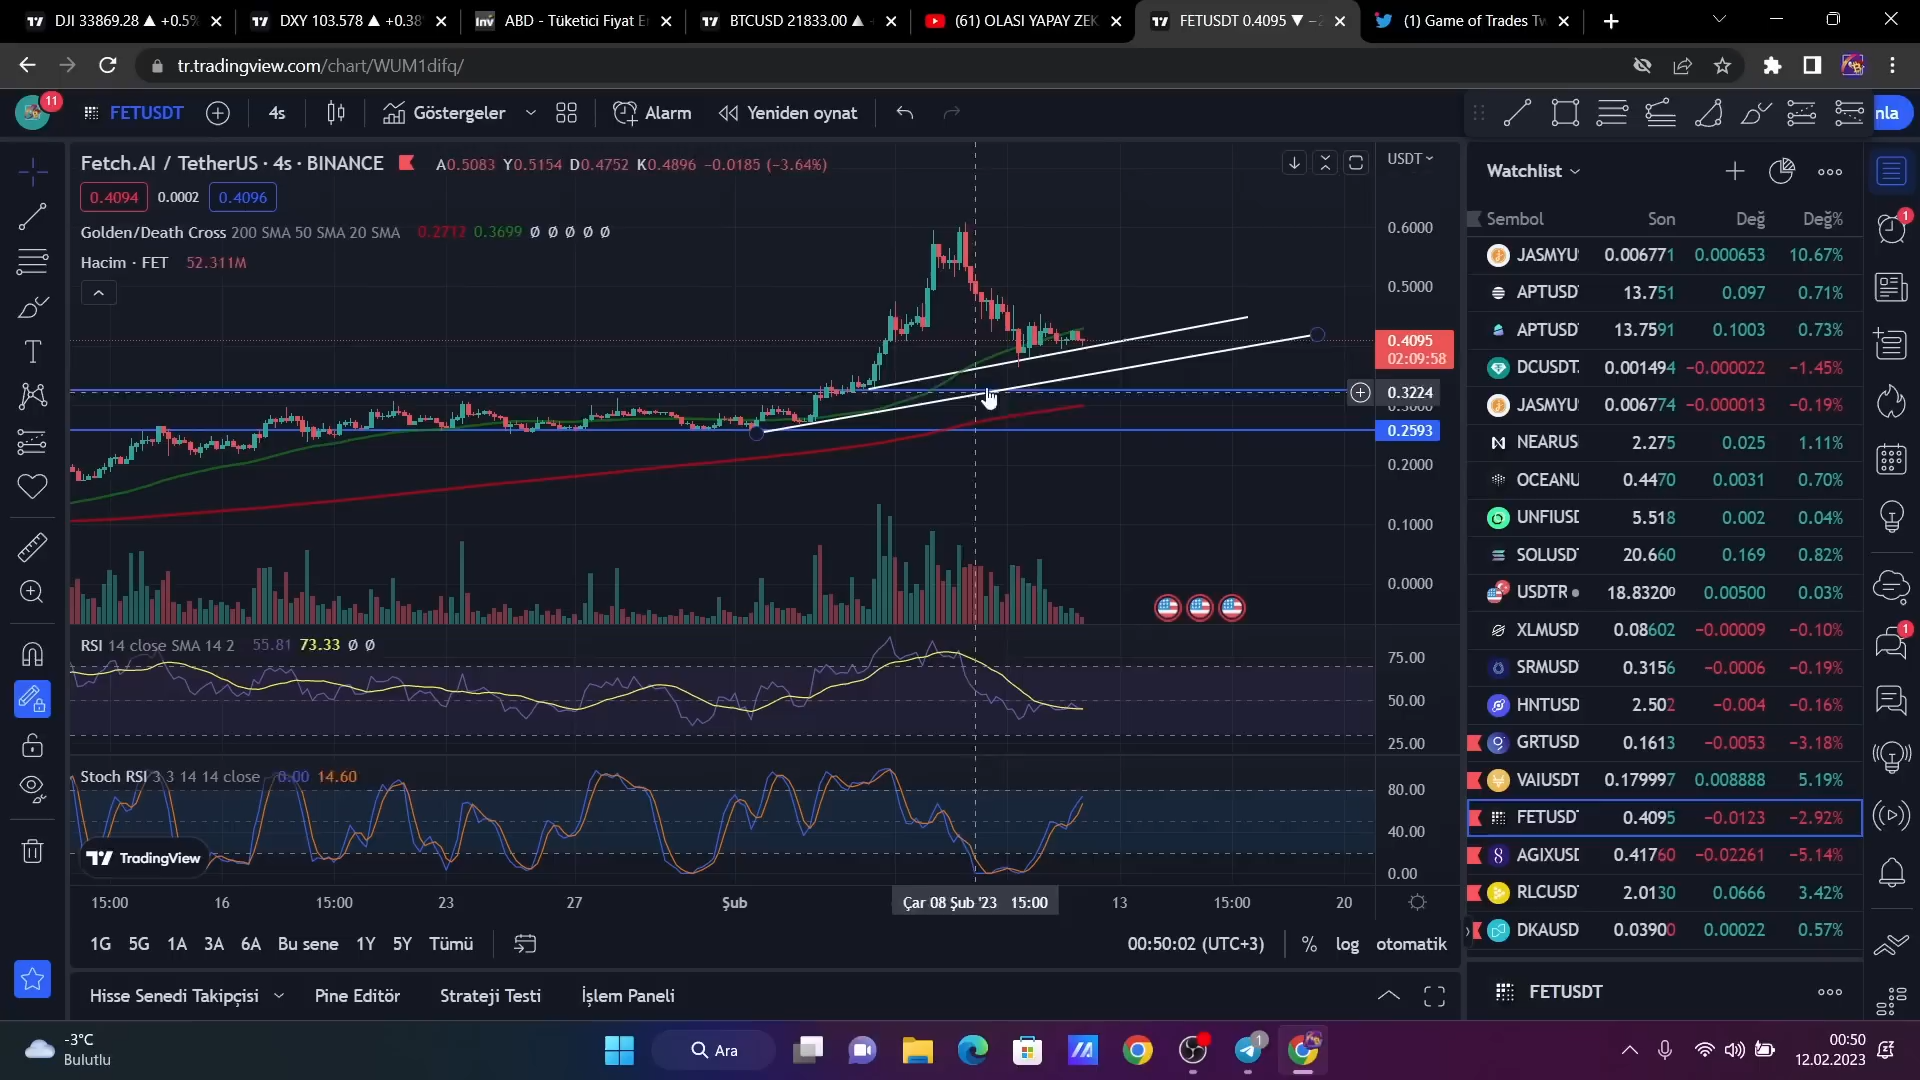 DJI 33869.28 ▲ +0.5%
DXY 103.578 ▲ +0.38
ABD - Tüketici Fiyat E
BTCUSD 21833.00 ▲
(61) OLASI YAPAY ZEK
FETUSDT 0.4095 ▼
(1) Game of Trades Tw
tr.tradingview.com/chart/WUM1difq/
11
FETUSDT
4s
Göstergeler
Alarm
Yeniden oynat
nla
Fetch.AI / TetherUS · 4s · BINANCE
A0.5083 Y0.5154 D0.4752 K0.4896 −0.0185 (−3.64%)
USDT
0.4094 0.0002 0.4096
Golden/Death Cross 200 SMA 50 SMA 20 SMA 0.2712 0.3699 Ø Ø Ø Ø Ø
Hacim · FET 52.311M
0.6000
0.5000
0.4095
02:09:58
0.3224
0.3000
0.2593
0.2000
0.1000
0.0000
RSI 14 close SMA 14 2 55.81 73.33 Ø Ø
75.00
50.00
25.00
Stoch RSI 3 3 14 14 close 0.00 14.60
80.00
40.00
0.00
TradingView
15:00 16 15:00 23 27 Şub Çar 08 Şub '23 15:00 13 15:00 20
1G 5G 1A 3A 6A Bu sene 1Y 5Y Tümü
00:50:02 (UTC+3) % log otomatik
Hisse Senedi Takipçisi Pine Editör Strateji Testi İşlem Paneli
Watchlist
Sembol Son Değ Değ%
JASMYU 0.006771 0.000653 10.67%
APTUSD 13.751 0.097 0.71%
APTUSD 13.7591 0.1003 0.73%
DCUSDT. 0.001494 −0.000022 −1.45%
JASMYU 0.006774 −0.000013 −0.19%
NEARUS 2.275 0.025 1.11%
OCEANU 0.4470 0.0031 0.70%
UNFIUSD 5.518 0.002 0.04%
SOLUSD 20.660 0.169 0.82%
USDTR 18.83200 0.00500 0.03%
XLMUSD 0.08602 −0.00009 −0.10%
SRMUSD 0.3156 −0.0006 −0.19%
HNTUSD 2.502 −0.004 −0.16%
GRTUSD 0.1613 −0.0053 −3.18%
VAIUSDT 0.179997 0.008888 5.19%
FETUSD 0.4095 −0.0123 −2.92%
AGIXUSD 0.41760 −0.02261 −5.14%
RLCUSD 2.0130 0.0666 3.42%
DKAUSD 0.03900 0.00022 0.57%
FETUSDT
1
1
-3°C
Bulutlu
Ara
1
00:50
12.02.2023